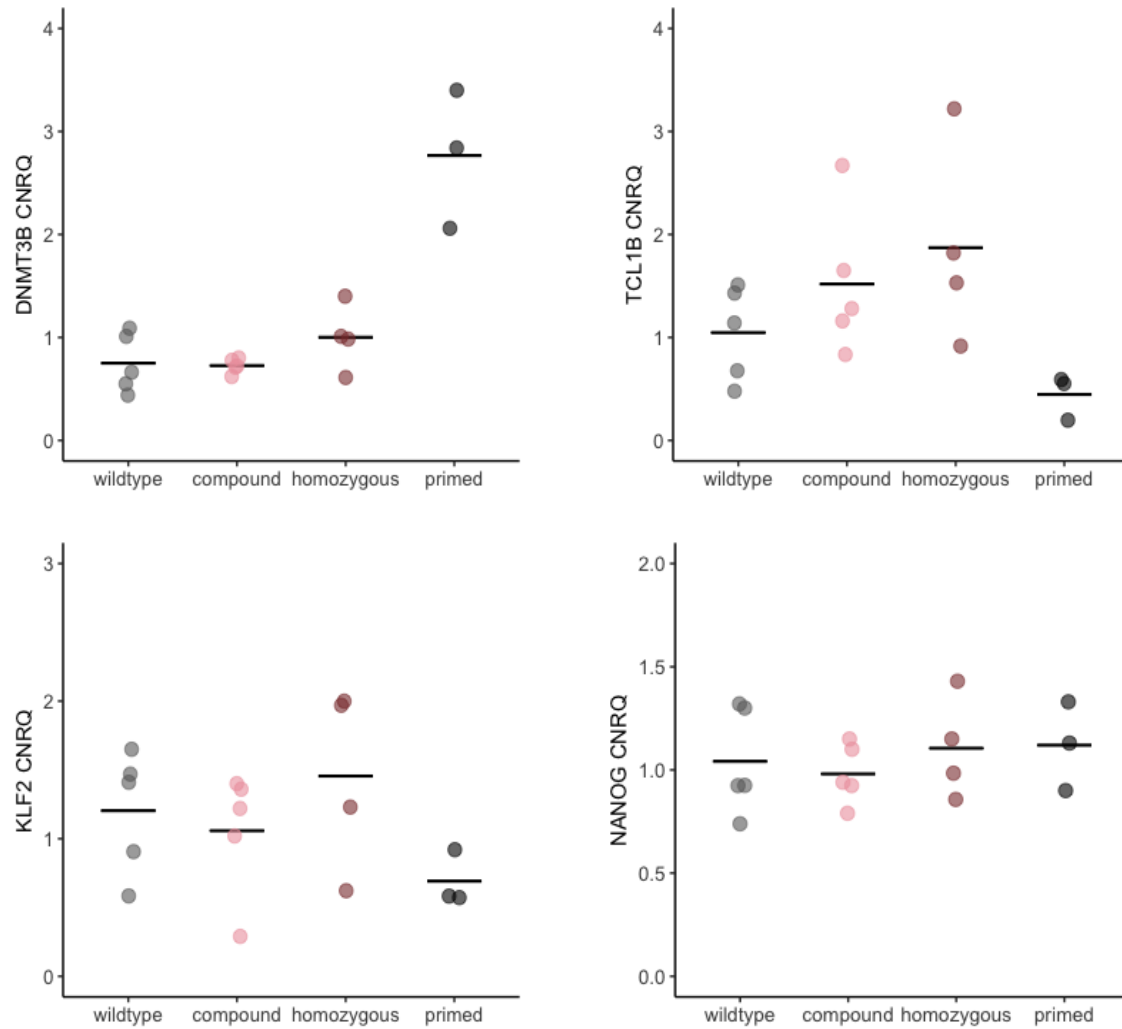 DNMT3B CNRQ
4
3
2
1
0
wildtype compound homozygous primed
TCL1B CNRQ
4
3
2
1
0
wildtype compound homozygous primed
KLF2 CNRQ
3
2
1
0
wildtype compound homozygous primed
NANOG CNRQ
2.0
1.5
1.0
0.5
0.0
wildtype compound homozygous primed